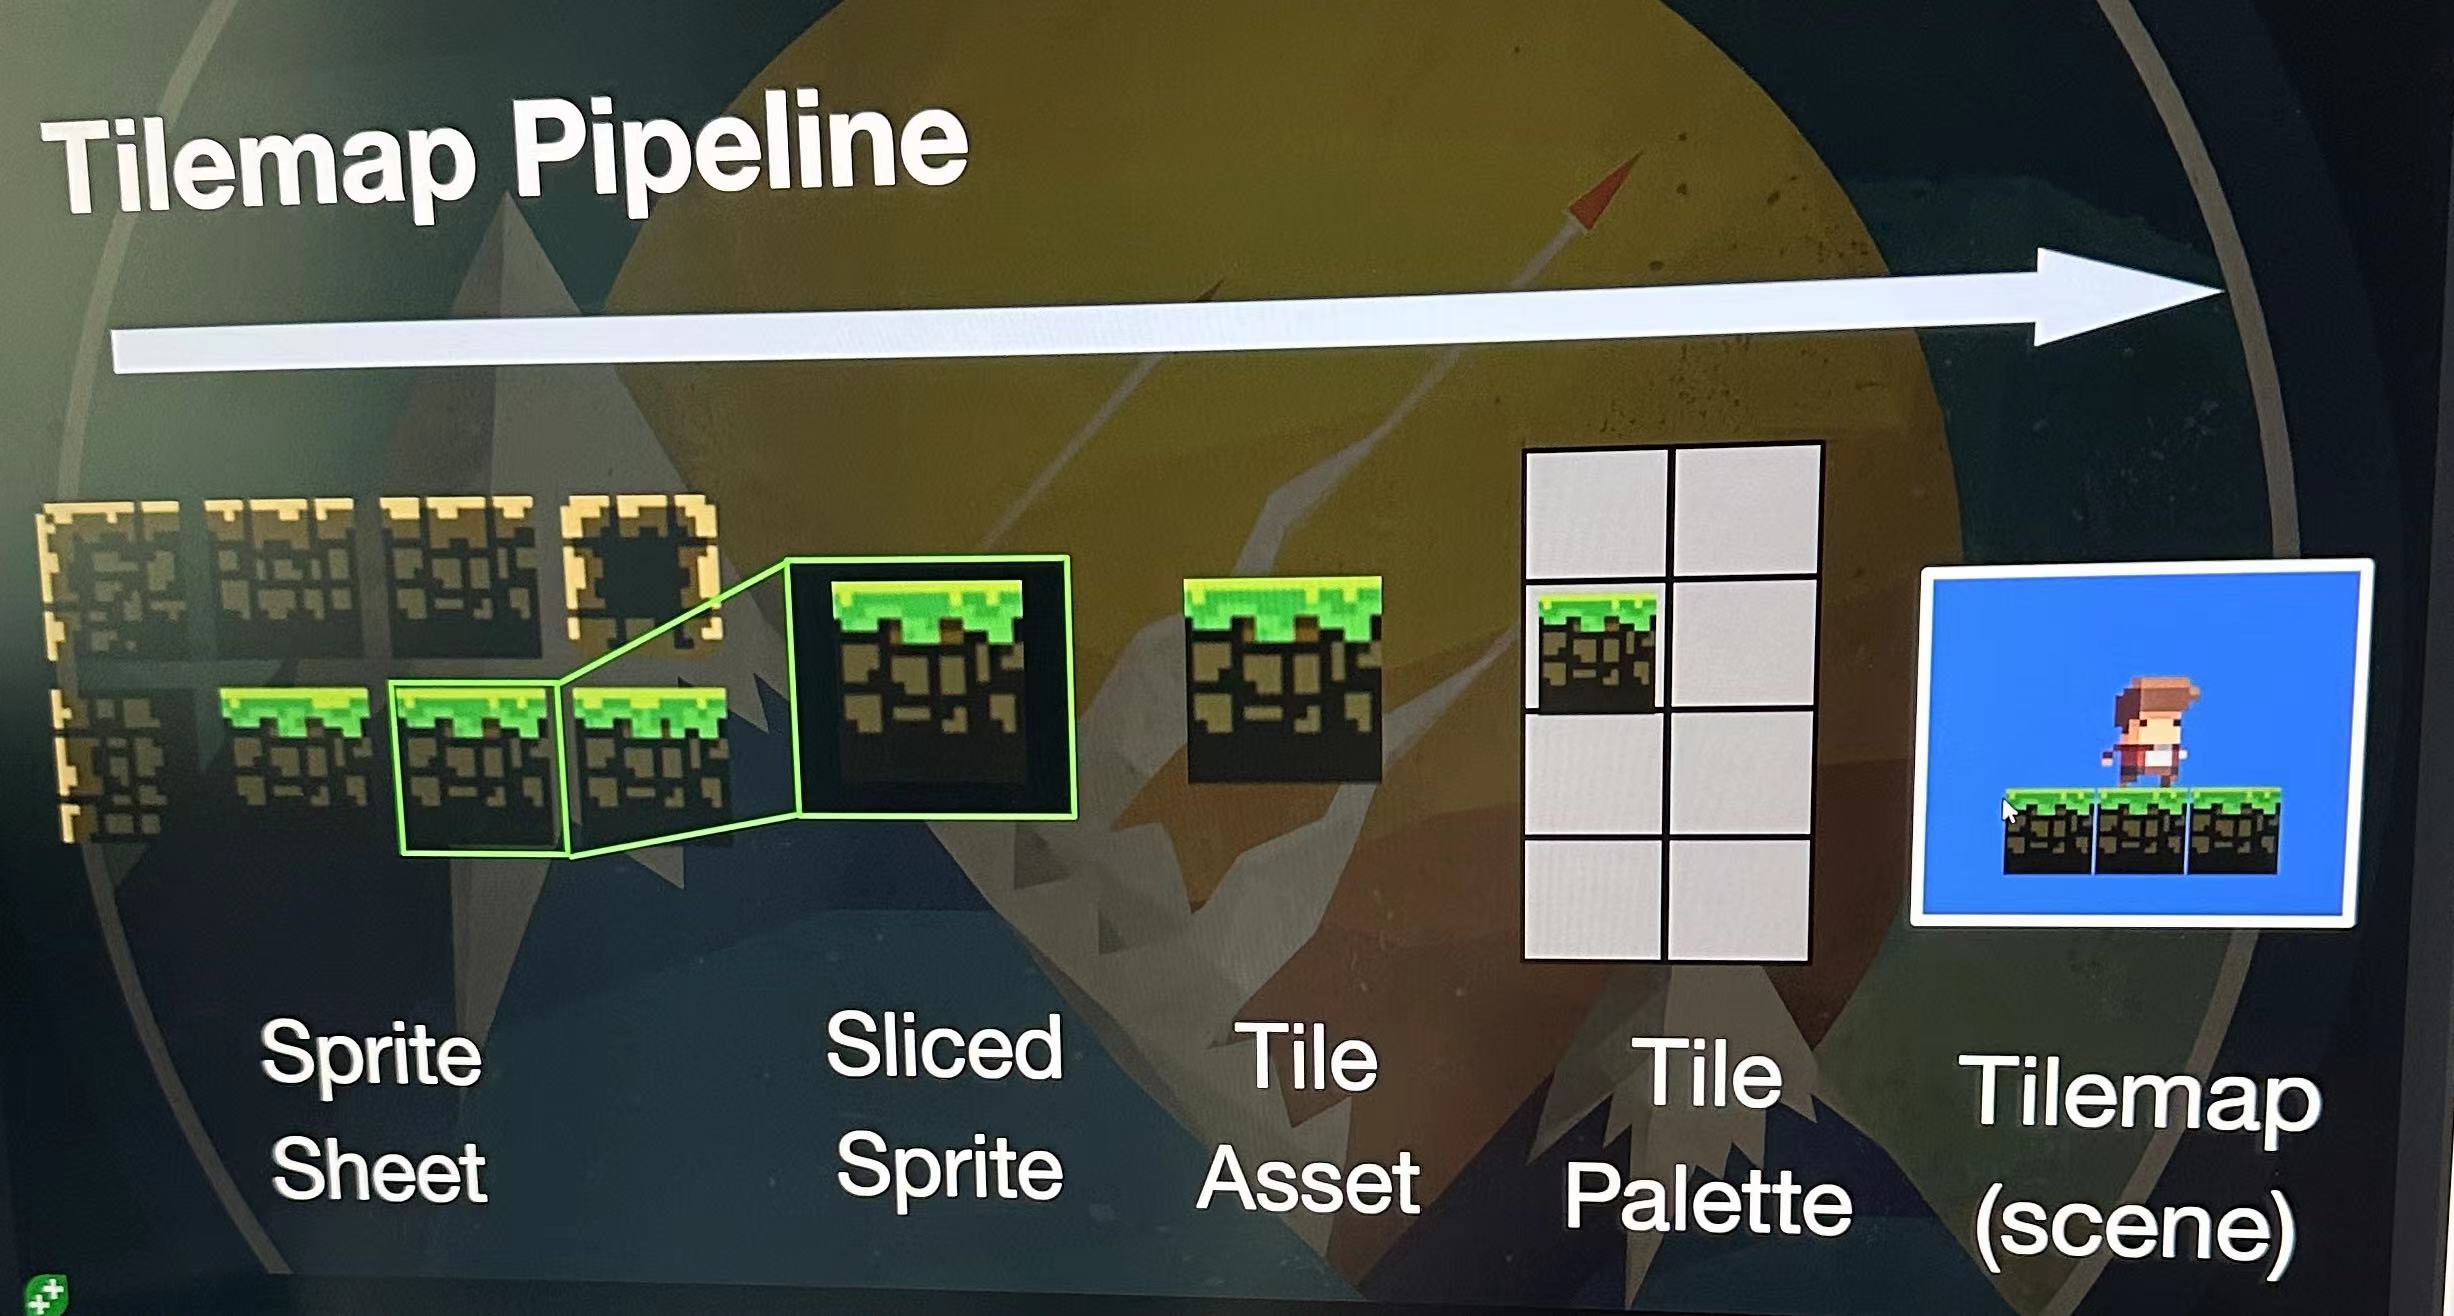 Tilemap Pipeline
Sprite
Sheet
Sliced
Sprite
Tile
Asset
Tile
Palette
Tilemap
(scene)